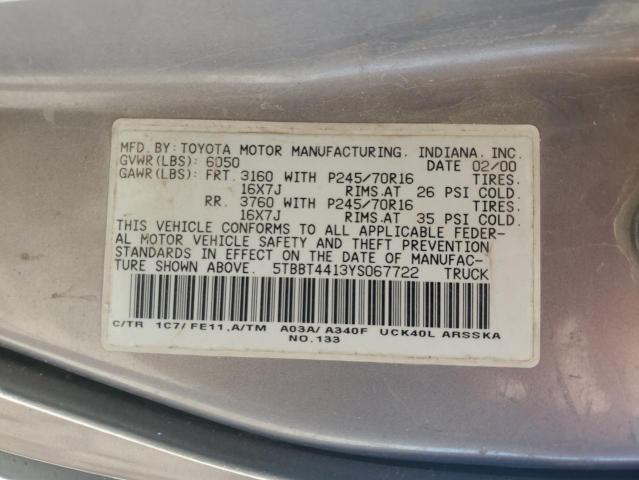 MFD. BY: TOYOTA MOTOR MANUFACTURING, INDIANA, INC.
GVWR(LBS): 6050 DATE 02/00
GAWR(LBS): FRT. 3160 WITH P245/70R16 TIRES.
16X7J RIMS.AT 26 PSI COLD.
RR. 3760 WITH P245/70R16 TIRES.
16X7J RIMS.AT 35 PSI COLD.
THIS VEHICLE CONFORMS TO ALL APPLICABLE FEDER-
AL MOTOR VEHICLE SAFETY AND THEFT PREVENTION
STANDARDS IN EFFECT ON THE DATE OF MANUFAC-
TURE SHOWN ABOVE. 5TBBT4413YS067722 TRUCK
C/TR 1C7/ FE11,A/TM A03A/ A340F UCK40L ARSSKA
NO.133